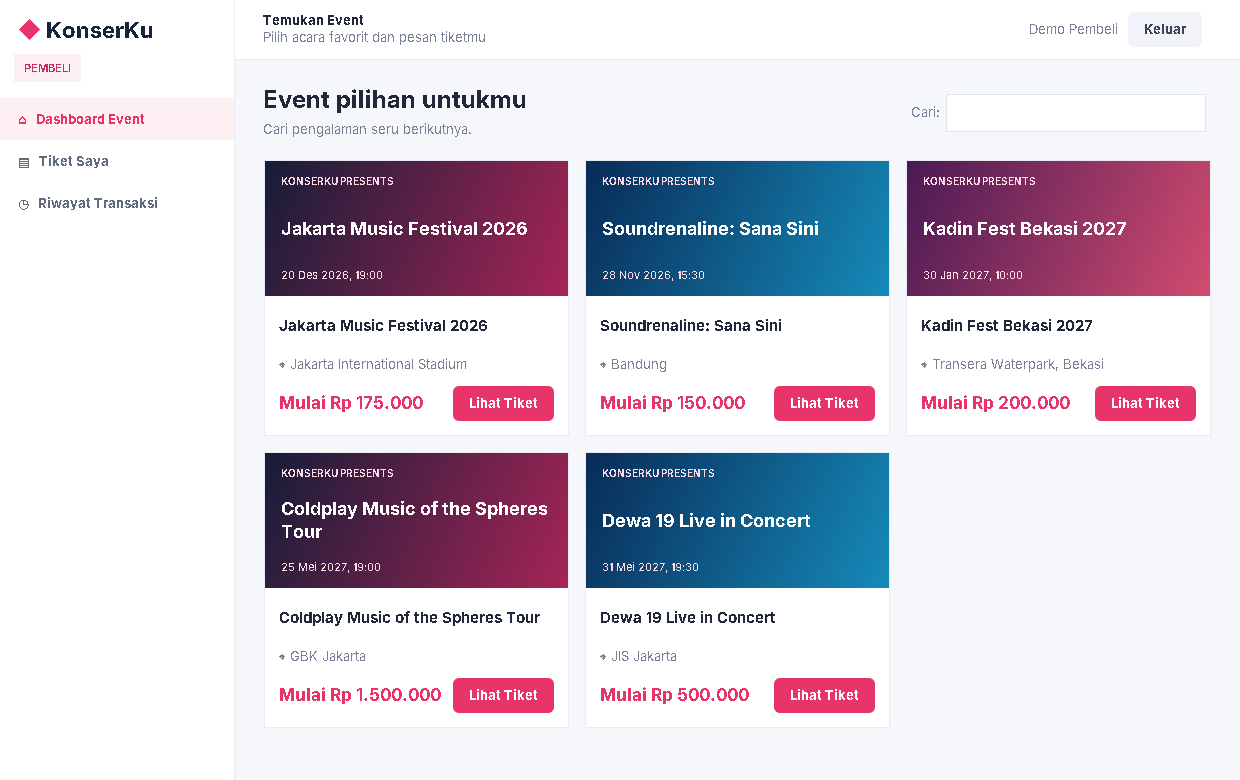 KonserKu
PEMBELI
Dashboard Event
Tiket Saya
Riwayat Transaksi
Temukan Event
Pilih acara favorit dan pesan tiketmu
Demo Pembeli
Keluar
Event pilihan untukmu
Cari pengalaman seru berikutnya.
Cari:
KONSERKU PRESENTS
Jakarta Music Festival 2026
20 Des 2026, 19:00
Jakarta Music Festival 2026
Jakarta International Stadium
Mulai Rp 175.000
Lihat Tiket
KONSERKU PRESENTS
Soundrenaline: Sana Sini
28 Nov 2026, 15:30
Soundrenaline: Sana Sini
Bandung
Mulai Rp 150.000
Lihat Tiket
KONSERKU PRESENTS
Kadin Fest Bekasi 2027
30 Jan 2027, 10:00
Kadin Fest Bekasi 2027
Transera Waterpark, Bekasi
Mulai Rp 200.000
Lihat Tiket
KONSERKU PRESENTS
Coldplay Music of the Spheres
Tour
25 Mei 2027, 19:00
Coldplay Music of the Spheres Tour
GBK Jakarta
Mulai Rp 1.500.000
Lihat Tiket
KONSERKU PRESENTS
Dewa 19 Live in Concert
31 Mei 2027, 19:30
Dewa 19 Live in Concert
JIS Jakarta
Mulai Rp 500.000
Lihat Tiket